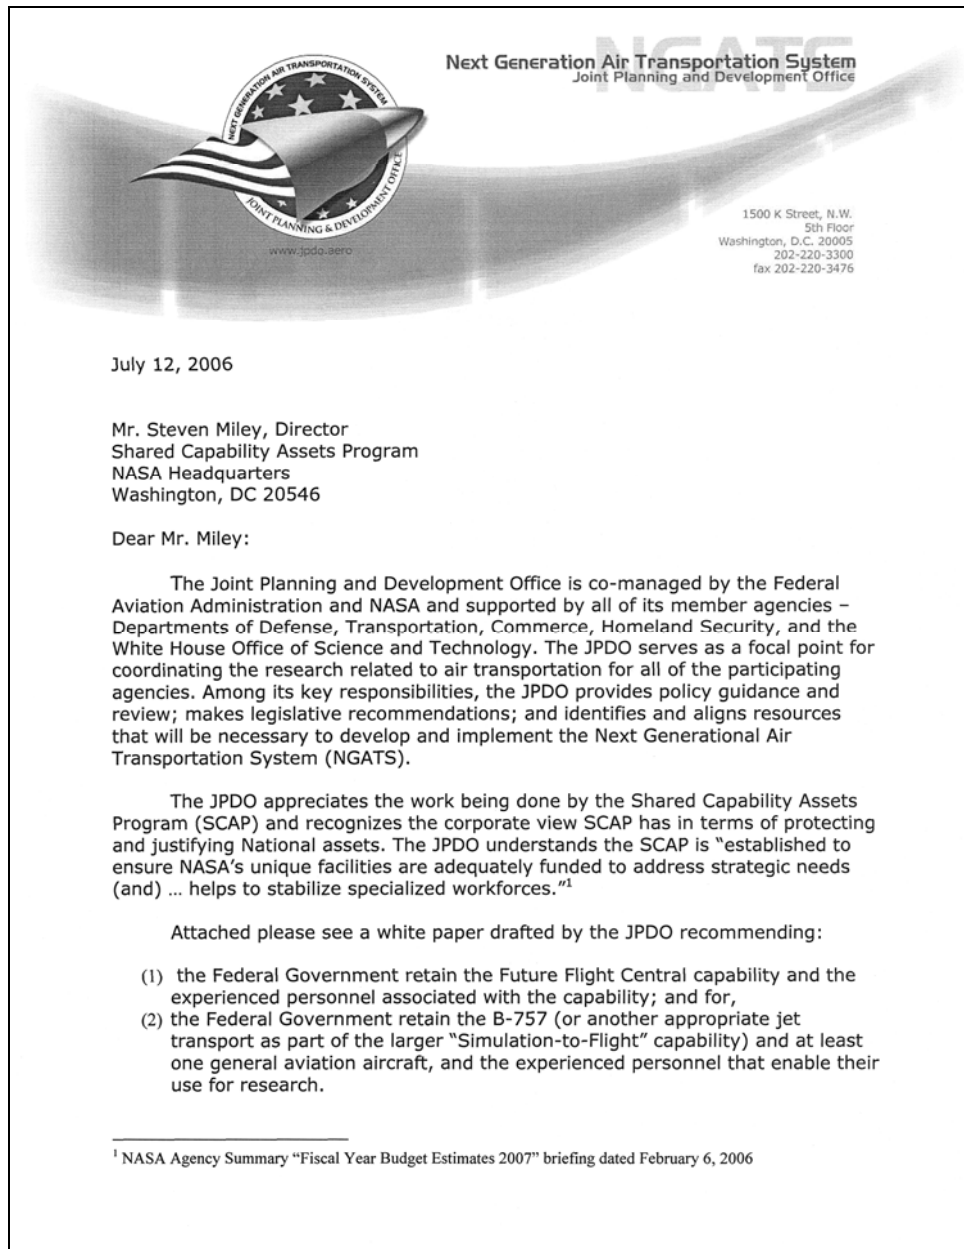 NGATS
Next Generation Air Transportation System
Joint Planning and Development Office
NEXT GENERATION AIR TRANSPORTATION SYSTEM
JOINT PLANNING & DEVELOPMENT OFFICE
www.jpdo.aero
1500 K Street, N.W.
5th Floor
Washington, D.C. 20005
202-220-3300
fax 202-220-3476
July 12, 2006
Mr. Steven Miley, Director
Shared Capability Assets Program
NASA Headquarters
Washington, DC 20546
Dear Mr. Miley:
The Joint Planning and Development Office is co-managed by the Federal
Aviation Administration and NASA and supported by all of its member agencies –
Departments of Defense, Transportation, Commerce, Homeland Security, and the
White House Office of Science and Technology. The JPDO serves as a focal point for
coordinating the research related to air transportation for all of the participating
agencies. Among its key responsibilities, the JPDO provides policy guidance and
review; makes legislative recommendations; and identifies and aligns resources
that will be necessary to develop and implement the Next Generational Air
Transportation System (NGATS).
The JPDO appreciates the work being done by the Shared Capability Assets
Program (SCAP) and recognizes the corporate view SCAP has in terms of protecting
and justifying National assets. The JPDO understands the SCAP is “established to
ensure NASA’s unique facilities are adequately funded to address strategic needs
(and) … helps to stabilize specialized workforces.”¹
Attached please see a white paper drafted by the JPDO recommending:
(1) the Federal Government retain the Future Flight Central capability and the
experienced personnel associated with the capability; and for,
(2) the Federal Government retain the B-757 (or another appropriate jet
transport as part of the larger “Simulation-to-Flight” capability) and at least
one general aviation aircraft, and the experienced personnel that enable their
use for research.
¹ NASA Agency Summary “Fiscal Year Budget Estimates 2007” briefing dated February 6, 2006